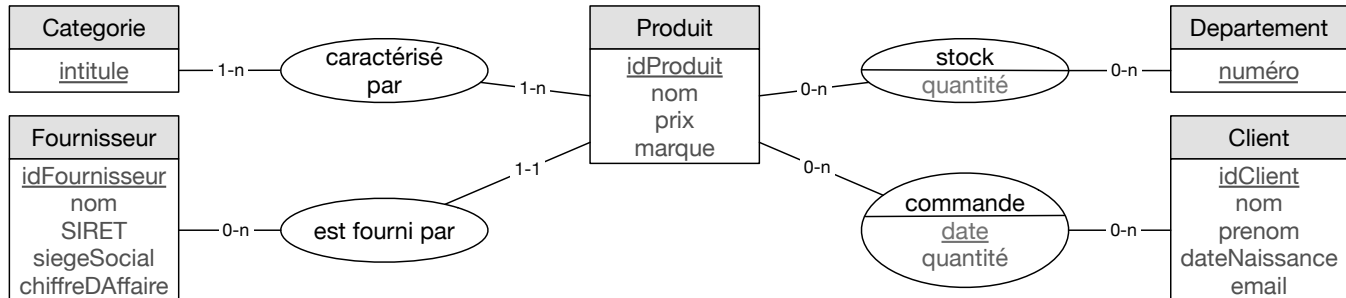 Categorie
intitule
1-n
caractérisé
par
1-n
Produit
idProduit
nom
prix
marque
0-n
stock
quantité
0-n
Departement
numéro
Fournisseur
idFournisseur
nom
SIRET
siegeSocial
chiffreDAffaire
0-n
est fourni par
1-1
0-n
commande
date
quantité
0-n
Client
idClient
nom
prenom
dateNaissance
email